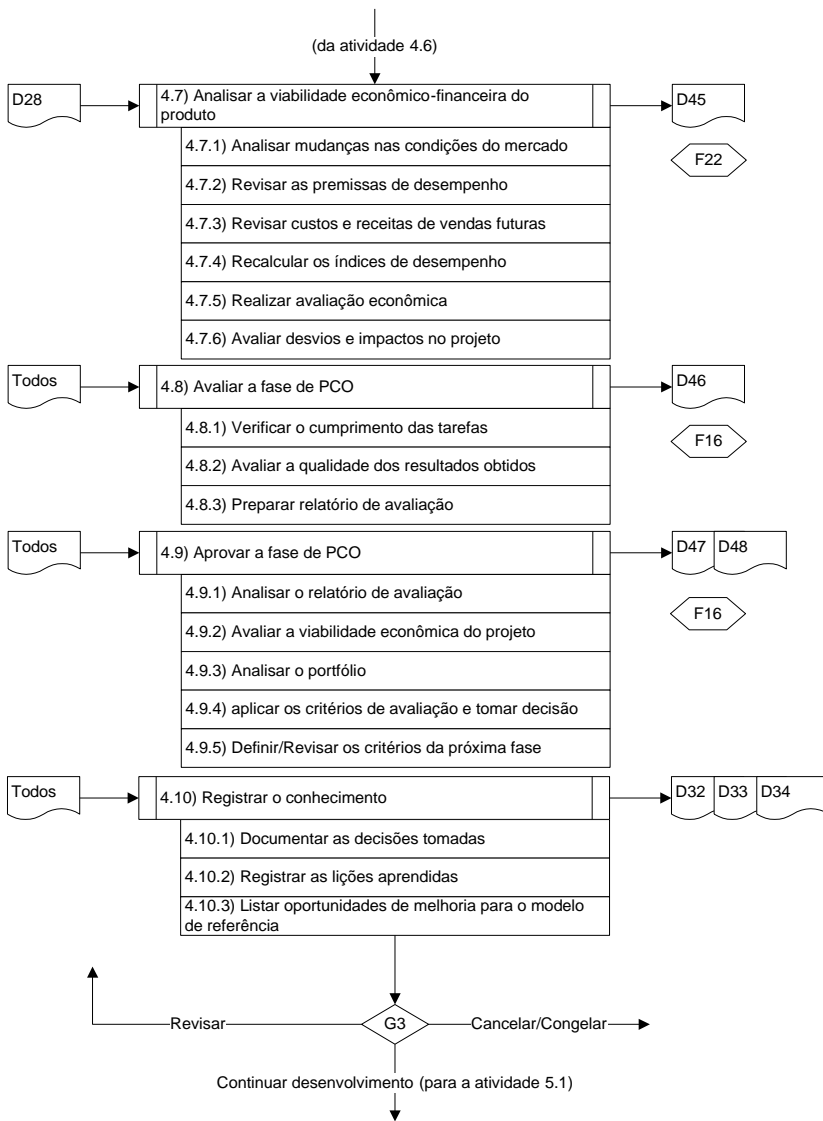 (da atividade 4.6)
D28
4.7) Analisar a viabilidade econômico-financeira do
produto
D45
4.7.1) Analisar mudanças nas condições do mercado
F22
4.7.2) Revisar as premissas de desempenho
4.7.3) Revisar custos e receitas de vendas futuras
4.7.4) Recalcular os índices de desempenho
4.7.5) Realizar avaliação econômica
4.7.6) Avaliar desvios e impactos no projeto
Todos
4.8) Avaliar a fase de PCO
D46
4.8.1) Verificar o cumprimento das tarefas
F16
4.8.2) Avaliar a qualidade dos resultados obtidos
4.8.3) Preparar relatório de avaliação
Todos
4.9) Aprovar a fase de PCO
D47 D48
4.9.1) Analisar o relatório de avaliação
F16
4.9.2) Avaliar a viabilidade econômica do projeto
4.9.3) Analisar o portfólio
4.9.4) aplicar os critérios de avaliação e tomar decisão
4.9.5) Definir/Revisar os critérios da próxima fase
Todos
4.10) Registrar o conhecimento
D32 D33 D34
4.10.1) Documentar as decisões tomadas
4.10.2) Registrar as lições aprendidas
4.10.3) Listar oportunidades de melhoria para o modelo
de referência
Revisar
G3
Cancelar/Congelar
Continuar desenvolvimento (para a atividade 5.1)